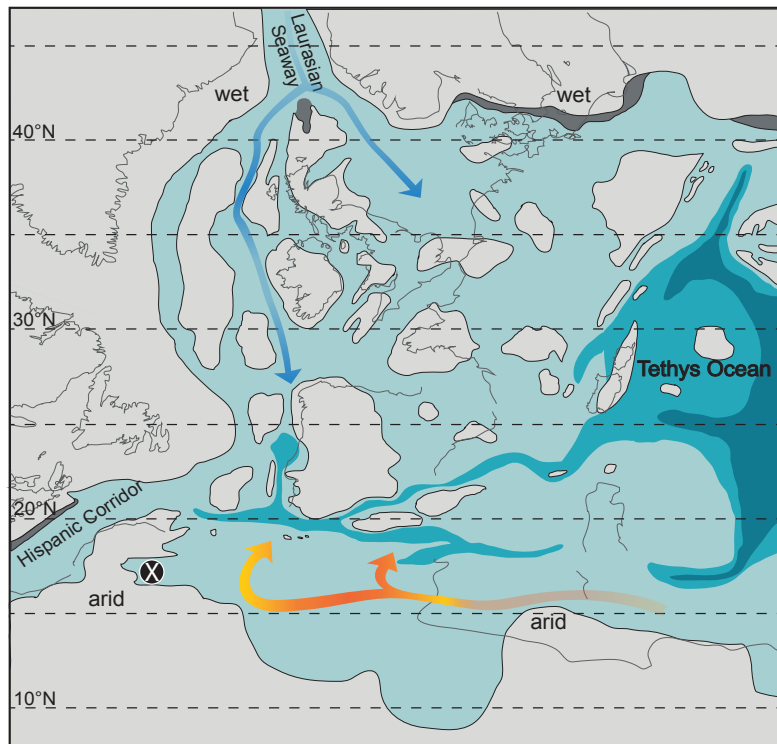 Laurasian
Seaway
wet
wet
40°N
30°N
Tethys Ocean
20°N
Hispanic Corridor
X
arid
arid
10°N